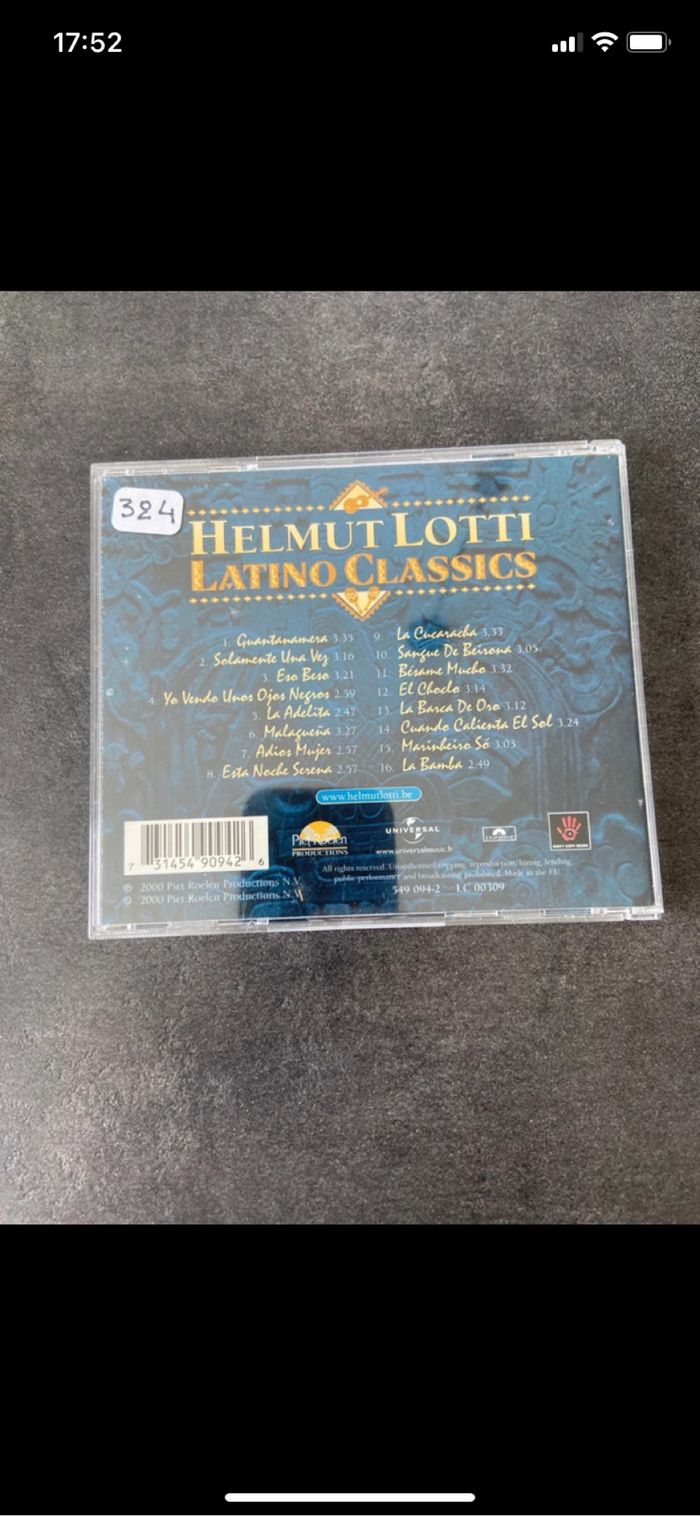 17:52
324
HELMUT LOTTI
LATINO CLASSICS
1. Guantanamera 3.35
2. Solamente Una Vez 3.16
3. Eso Beso 3.21
4. Yo Vendo Unos Ojos Negros 2.59
5. La Adelita 2.47
6. Malagueña 3.27
7. Adios Mujer 2.57
8. Esta Noche Serena 2.57
9. La Cucaracha 3.33
10. Sangue De Beirona 3.05
11. Bésame Mucho 3.32
12. El Choclo 3.14
13. La Barca De Oro 3.12
14. Cuando Calienta El Sol 3.24
15. Marinheiro Só 3.03
16. La Bamba 2.49
www.helmutlotti.be
7 31454 90942 6
Piet Roelen
PRODUCTIONS
UNIVERSAL
www.universalmusic.fr
All rights reserved. Unauthorised copying, reproduction, hiring, lending,
public performance and broadcasting prohibited. Made in the EU.
℗ 2000 Piet Roelen Productions N.V.
© 2000 Piet Roelen Productions N.V.
549 094-2 LC 00309